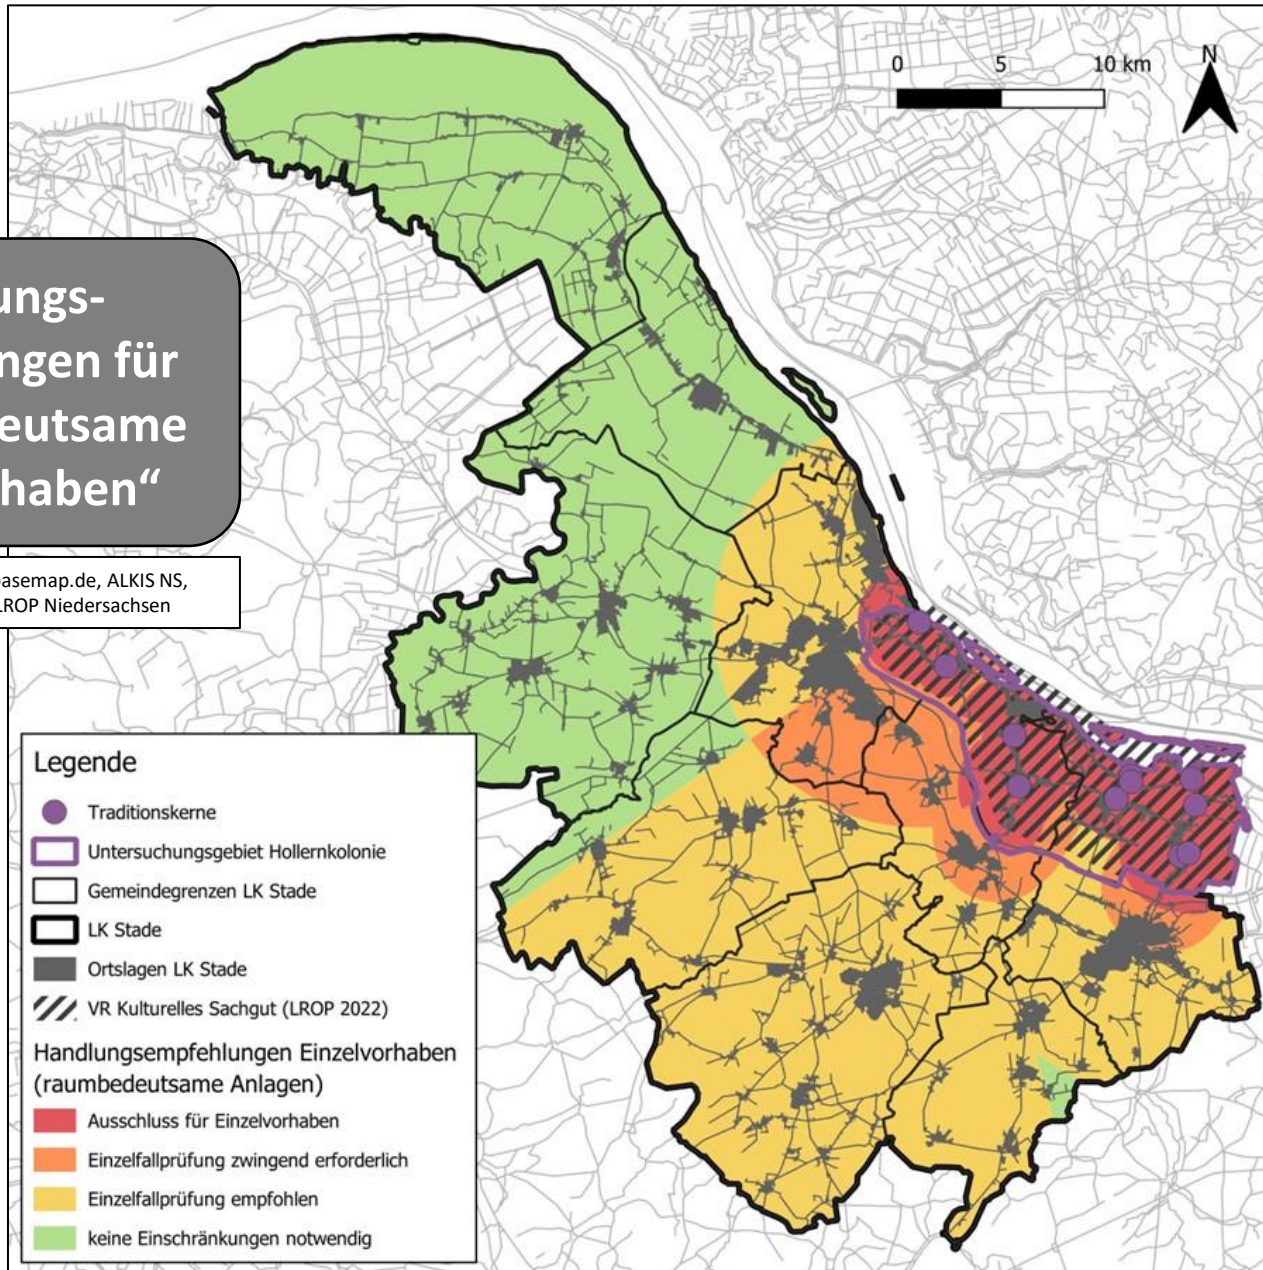 ungs-
ngen für
eutsame
haben“
basemap.de, ALKIS NS,
LROP Niedersachsen
0 5 10 km
N
Legende
Traditionskerne
Untersuchungsgebiet Hollernkolonie
Gemeindegrenzen LK Stade
LK Stade
Ortslagen LK Stade
VR Kulturelles Sachgut (LROP 2022)
Handlungsempfehlungen Einzelvorhaben
(raumbedeutsame Anlagen)
Ausschluss für Einzelvorhaben
Einzelfallprüfung zwingend erforderlich
Einzelfallprüfung empfohlen
keine Einschränkungen notwendig